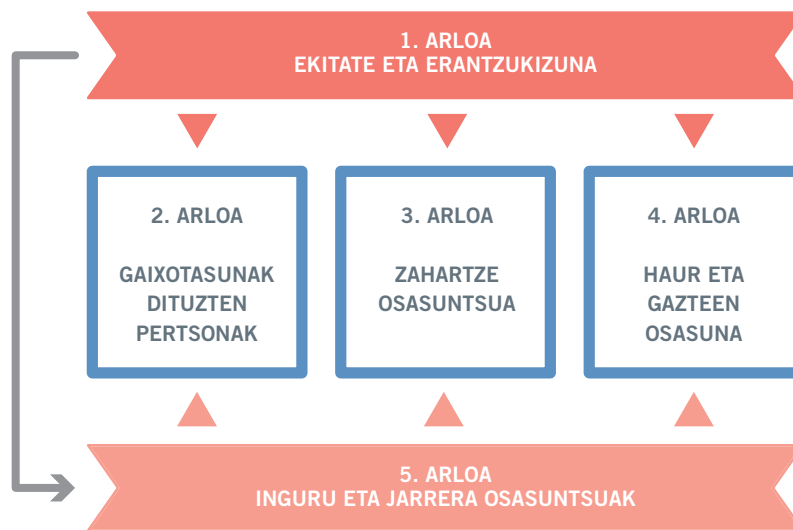 1. ARLOA
EKITATE ETA ERANTZUKIZUNA
2. ARLOA
GAIXOTASUNAK
DITUZTEN
PERTSONAK
3. ARLOA
ZAHARTZE
OSASUNTSUA
4. ARLOA
HAUR ETA
GAZTEEN
OSASUNA
5. ARLOA
INGURU ETA JARRERA OSASUNTSUAK